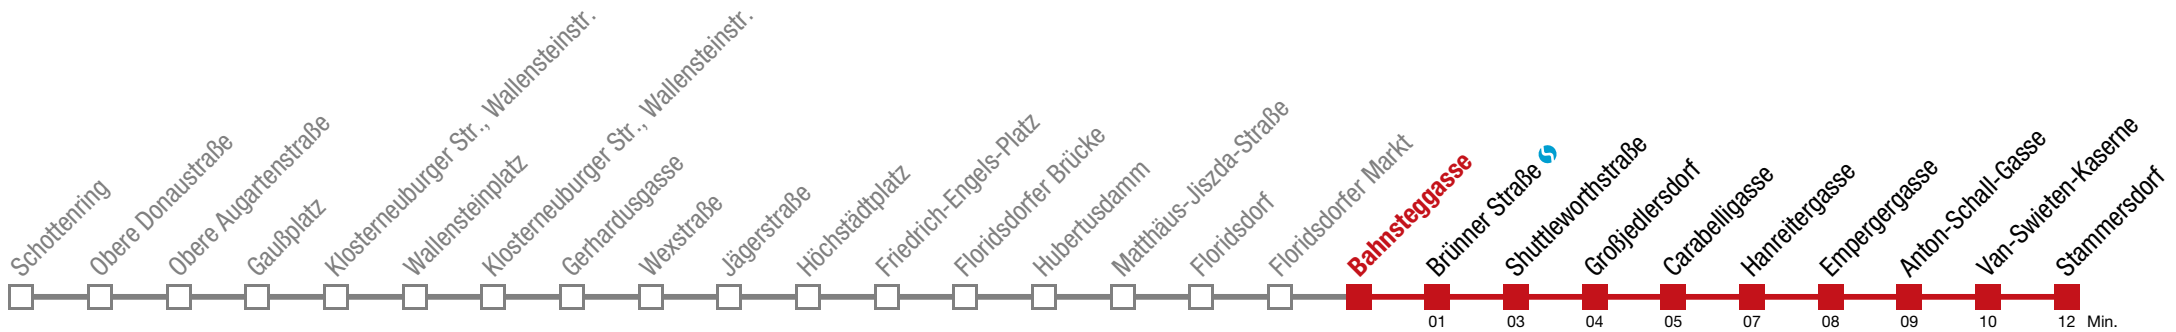 Schottenring
Obere Donaustraße
Obere Augartenstraße
Gaußplatz
Klosterneuburger Str., Wallensteinstr.
Wallensteinplatz
Klosterneuburger Str., Wallensteinstr.
Gerhardusgasse
Wexstraße
Jägerstraße
Höchstädtplatz
Friedrich-Engels-Platz
Floridsdorfer Brücke
Hubertusdamm
Matthäus-Jiszda-Straße
Floridsdorf
Floridsdorfer Markt
Bahnsteggasse
Brünner Straße
Shuttleworthstraße
Großjedlersdorf
Carabelligasse
Hanreitergasse
Empergergasse
Anton-Schall-Gasse
Van-Swieten-Kaserne
Stammersdorf
01 03 04 05 07 08 09 10 12 Min.